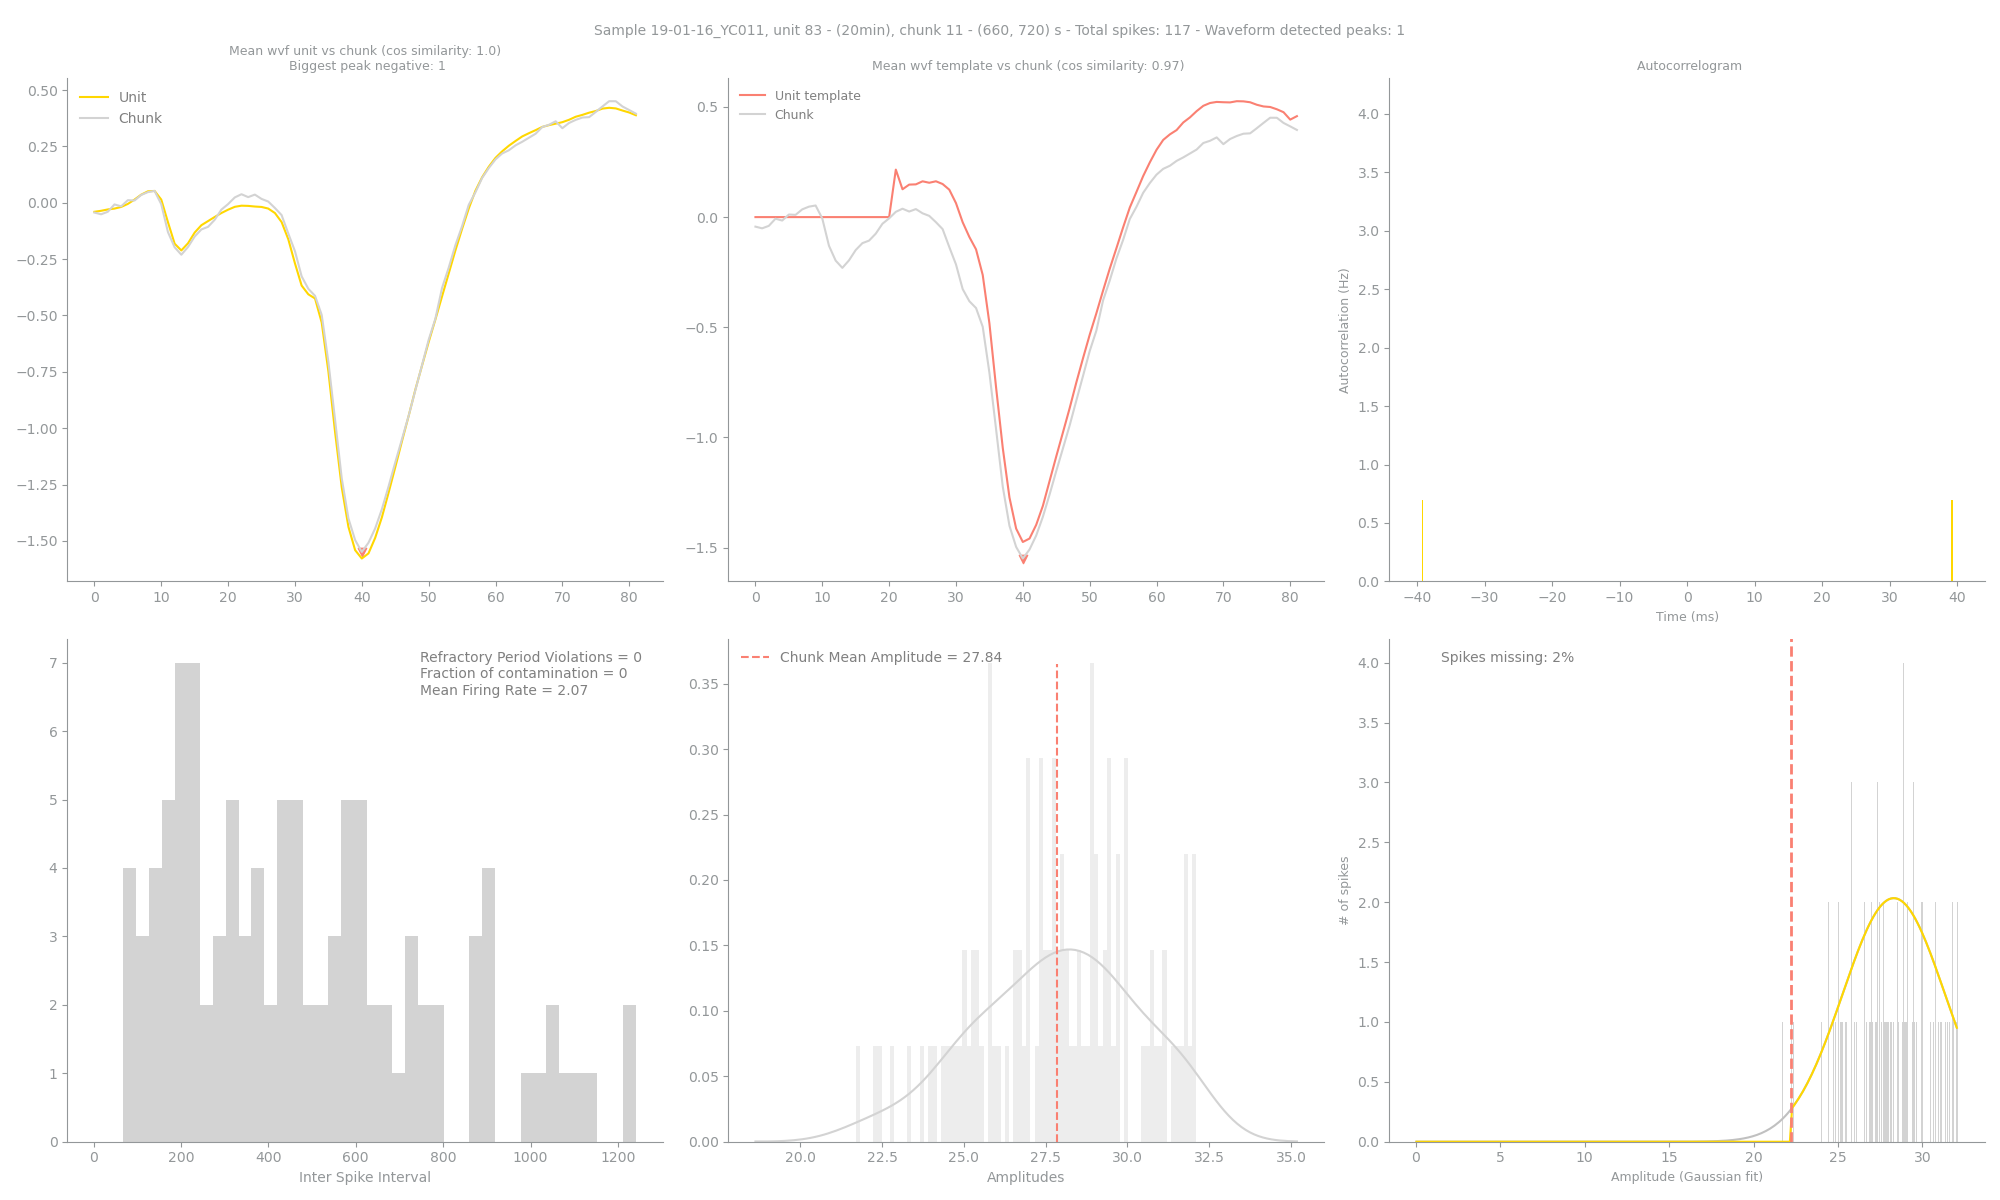 Sample 19-01-16_YC011, unit 83 - (20min), chunk 11 - (660, 720) s - Total spikes: 117 - Waveform detected peaks: 1
Mean wvf unit vs chunk (cos similarity: 1.0)
Biggest peak negative: 1
Unit
Chunk
0.50
0.25
0.00
−0.25
−0.50
−0.75
−1.00
−1.25
−1.50
0 10 20 30 40 50 60 70 80
Mean wvf template vs chunk (cos similarity: 0.97)
Unit template
Chunk
0.5
0.0
−0.5
−1.0
−1.5
0 10 20 30 40 50 60 70 80
Autocorrelogram
Autocorrelation (Hz)
4.0
3.5
3.0
2.5
2.0
1.5
1.0
0.5
0.0
−40 −30 −20 −10 0 10 20 30 40
Time (ms)
Refractory Period Violations = 0
Fraction of contamination = 0
Mean Firing Rate = 2.07
7
6
5
4
3
2
1
0
0 200 400 600 800 1000 1200
Inter Spike Interval
Chunk Mean Amplitude = 27.84
0.35
0.30
0.25
0.20
0.15
0.10
0.05
0.00
20.0 22.5 25.0 27.5 30.0 32.5 35.0
Amplitudes
Spikes missing: 2%
# of spikes
4.0
3.5
3.0
2.5
2.0
1.5
1.0
0.5
0.0
0 5 10 15 20 25 30
Amplitude (Gaussian fit)